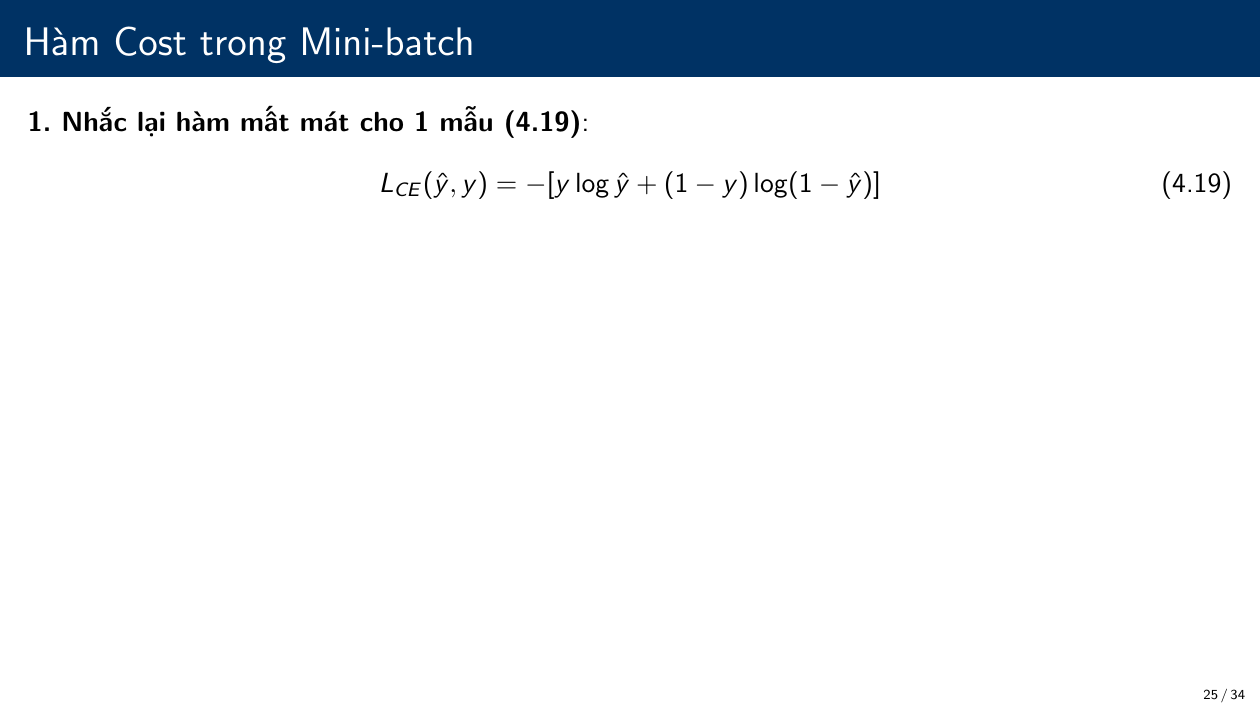 Hàm Cost trong Mini-batch
1. Nhắc lại hàm mất mát cho 1 mẫu (4.19):
L_CE(ŷ, y) = −[y log ŷ + (1 − y) log(1 − ŷ)] (4.19)
25 / 34